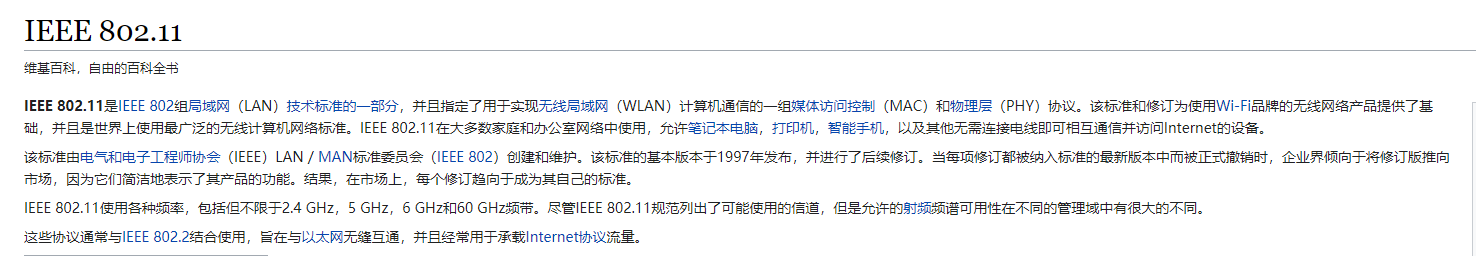 IEEE 802.11
维基百科，自由的百科全书
IEEE 802.11是IEEE 802组局域网（LAN）技术标准的一部分，并且指定了用于实现无线局域网（WLAN）计算机通信的一组媒体访问控制（MAC）和物理层（PHY）协议。该标准和修订为使用Wi-Fi品牌的无线网络产品提供了基
础，并且是世界上使用最广泛的无线计算机网络标准。IEEE 802.11在大多数家庭和办公室网络中使用，允许笔记本电脑，打印机，智能手机，以及其他无需连接电线即可相互通信并访问Internet的设备。
该标准由电气和电子工程师协会（IEEE）LAN / MAN标准委员会（IEEE 802）创建和维护。该标准的基本版本于1997年发布，并进行了后续修订。当每项修订都被纳入标准的最新版本中而被正式撤销时，企业界倾向于将修订版推向
市场，因为它们简洁地表示了其产品的功能。结果，在市场上，每个修订趋向于成为其自己的标准。
IEEE 802.11使用各种频率，包括但不限于2.4 GHz，5 GHz，6 GHz和60 GHz频带。尽管IEEE 802.11规范列出了可能使用的信道，但是允许的射频频谱可用性在不同的管理域中有很大的不同。
这些协议通常与IEEE 802.2结合使用，旨在与以太网无缝互通，并且经常用于承载Internet协议流量。